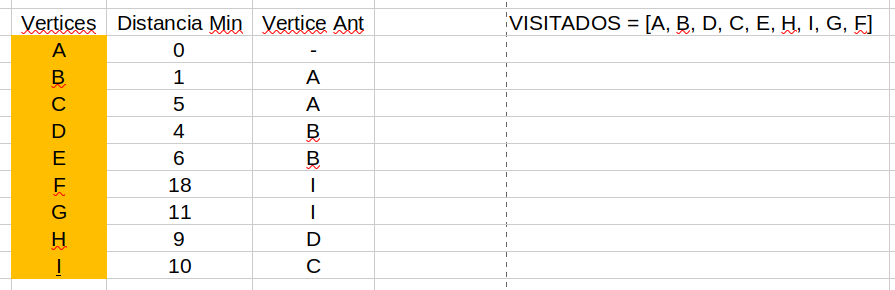 Vertices Distancia Min Vertice Ant VISITADOS = [A, B, D, C, E, H, I, G, F]
A 0 -
B 1 A
C 5 A
D 4 B
E 6 B
F 18 I
G 11 I
H 9 D
I 10 C